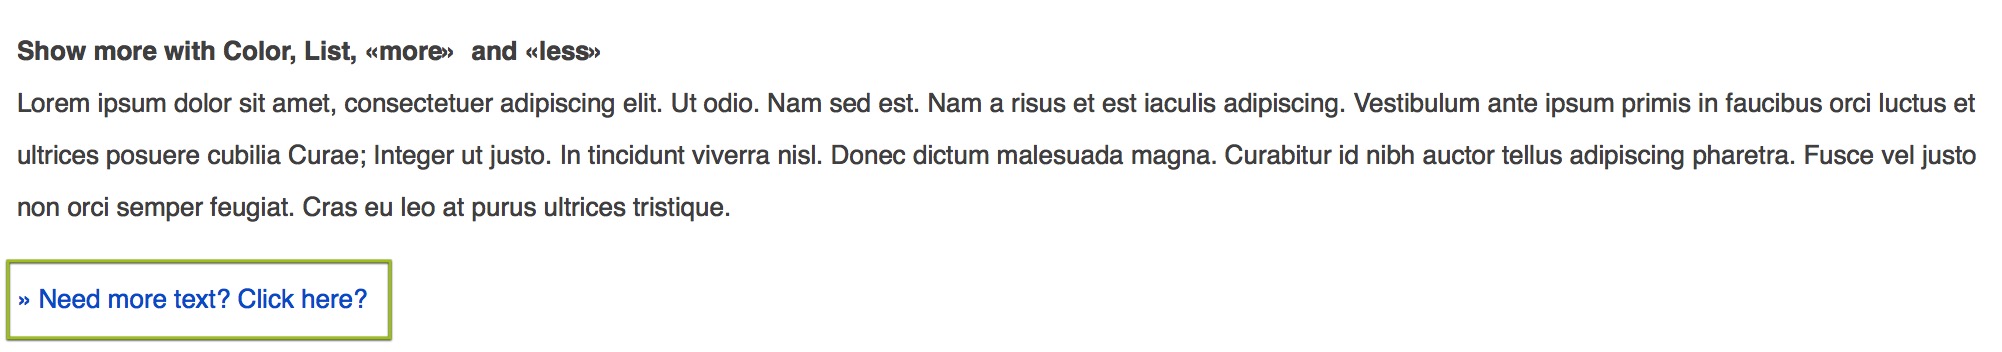 Show more with Color, List, «more» and «less»
Lorem ipsum dolor sit amet, consectetuer adipiscing elit. Ut odio. Nam sed est. Nam a risus et est iaculis adipiscing. Vestibulum ante ipsum primis in faucibus orci luctus et
ultrices posuere cubilia Curae; Integer ut justo. In tincidunt viverra nisl. Donec dictum malesuada magna. Curabitur id nibh auctor tellus adipiscing pharetra. Fusce vel justo
non orci semper feugiat. Cras eu leo at purus ultrices tristique.
» Need more text? Click here?